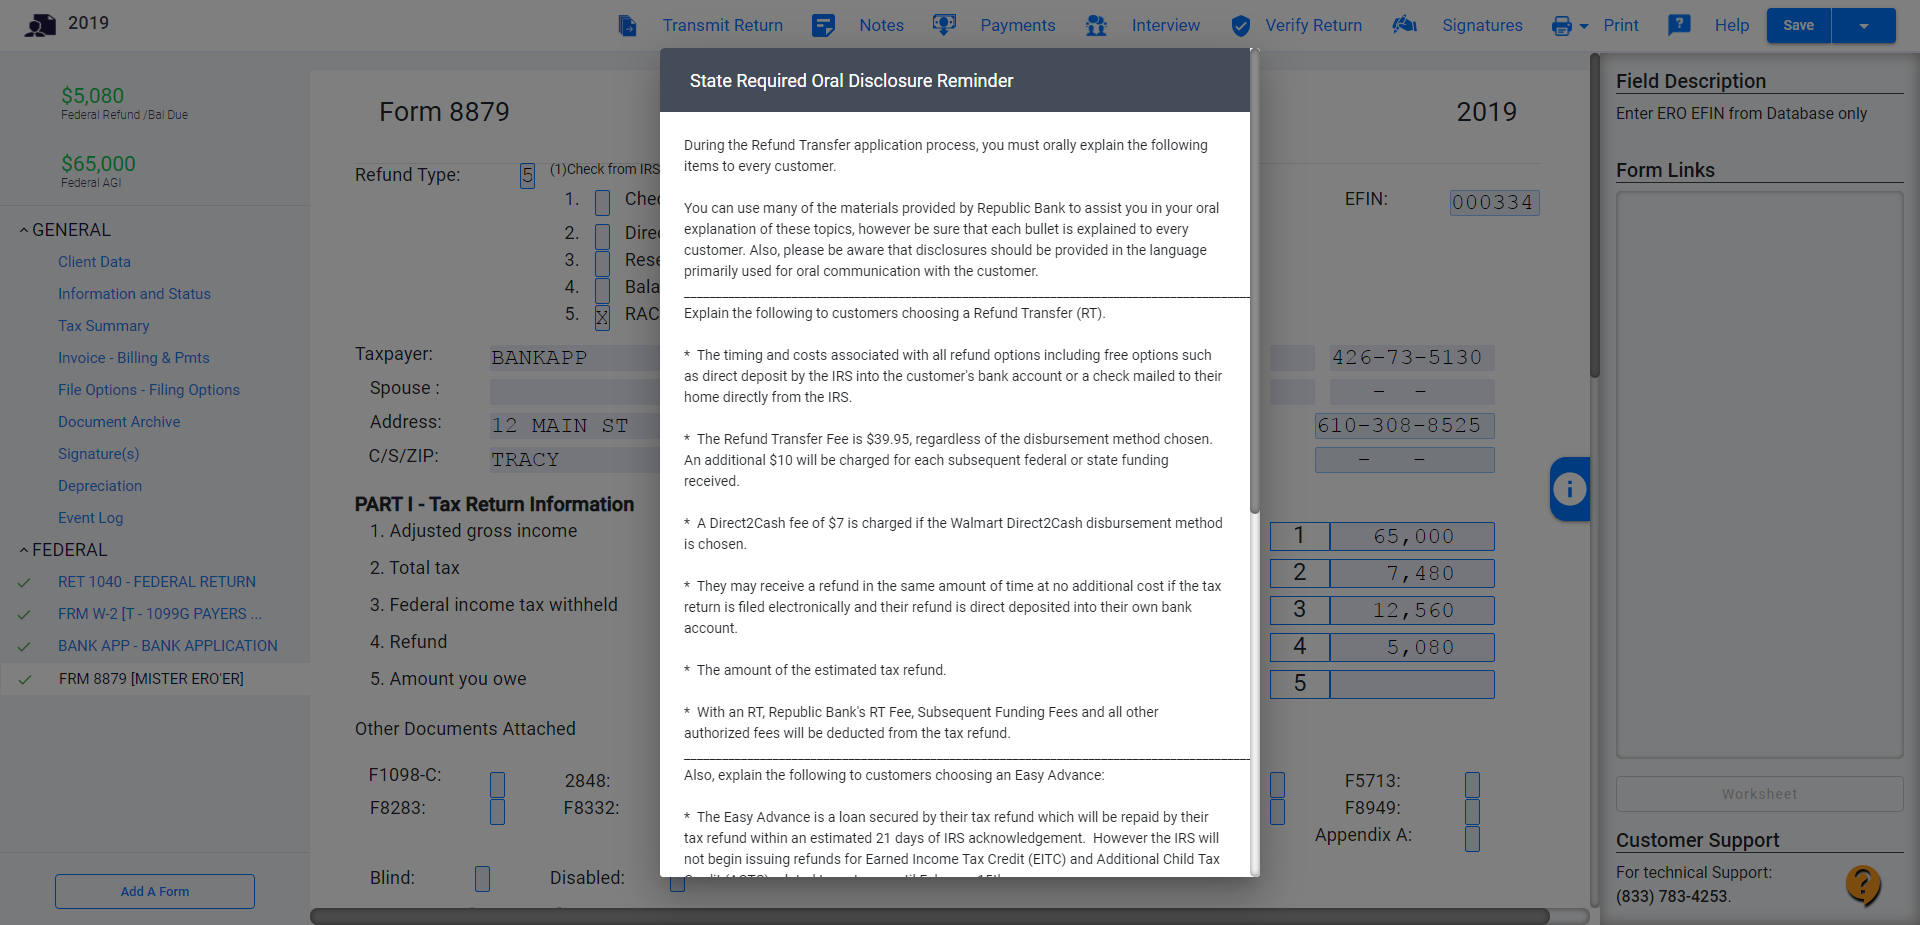 2019
Transmit Return
Notes
Payments
Interview
Verify Return
Signatures
Print
Help
Save
$5,080
Federal Refund /Bal Due
$65,000
Federal AGI
GENERAL
Client Data
Information and Status
Tax Summary
Invoice - Billing & Pmts
File Options - Filing Options
Document Archive
Signature(s)
Depreciation
Event Log
FEDERAL
RET 1040 - FEDERAL RETURN
FRM W-2 [T - 1099G PAYERS ...
BANK APP - BANK APPLICATION
FRM 8879 [MISTER ERO'ER]
Add A Form
Form 8879
2019
Refund Type: 5 (1)Check from IRS
1.
2.
3.
4. Bala
5. X RAC
EFIN: 000334
Taxpayer: BANKAPP 426-73-5130
Spouse : - -
Address: 12 MAIN ST 610-308-8525
C/S/ZIP: TRACY - -
PART I - Tax Return Information
1. Adjusted gross income 1 65,000
2. Total tax 2 7,480
3. Federal income tax withheld 3 12,560
4. Refund 4 5,080
5. Amount you owe 5
Other Documents Attached
F1098-C: 2848: F5713:
F8283: F8332: F8949:
Appendix A:
Blind: Disabled:
State Required Oral Disclosure Reminder
During the Refund Transfer application process, you must orally explain the following
items to every customer.
You can use many of the materials provided by Republic Bank to assist you in your oral
explanation of these topics, however be sure that each bullet is explained to every
customer. Also, please be aware that disclosures should be provided in the language
primarily used for oral communication with the customer.
Explain the following to customers choosing a Refund Transfer (RT).
* The timing and costs associated with all refund options including free options such
as direct deposit by the IRS into the customer's bank account or a check mailed to their
home directly from the IRS.
* The Refund Transfer Fee is $39.95, regardless of the disbursement method chosen.
An additional $10 will be charged for each subsequent federal or state funding
received.
* A Direct2Cash fee of $7 is charged if the Walmart Direct2Cash disbursement method
is chosen.
* They may receive a refund in the same amount of time at no additional cost if the tax
return is filed electronically and their refund is direct deposited into their own bank
account.
* The amount of the estimated tax refund.
* With an RT, Republic Bank's RT Fee, Subsequent Funding Fees and all other
authorized fees will be deducted from the tax refund.
Also, explain the following to customers choosing an Easy Advance:
* The Easy Advance is a loan secured by their tax refund which will be repaid by their
tax refund within an estimated 21 days of IRS acknowledgement. However the IRS will
not begin issuing refunds for Earned Income Tax Credit (EITC) and Additional Child Tax
Field Description
Enter ERO EFIN from Database only
Form Links
Worksheet
Customer Support
For technical Support:
(833) 783-4253.